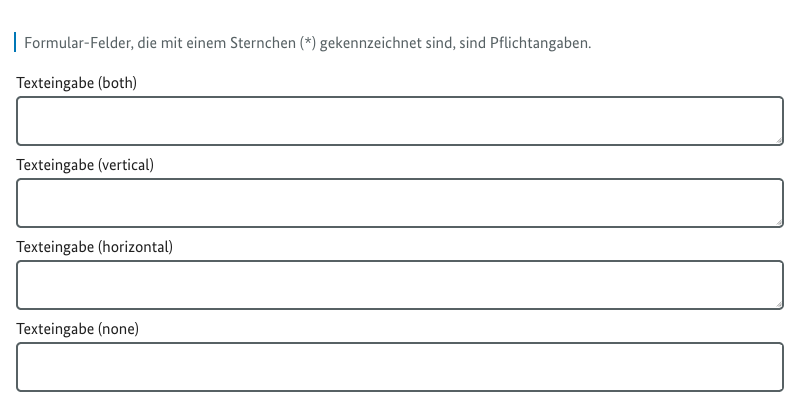 Formular-Felder, die mit einem Sternchen (*) gekennzeichnet sind, sind Pflichtangaben.
Texteingabe (both)
Texteingabe (vertical)
Texteingabe (horizontal)
Texteingabe (none)